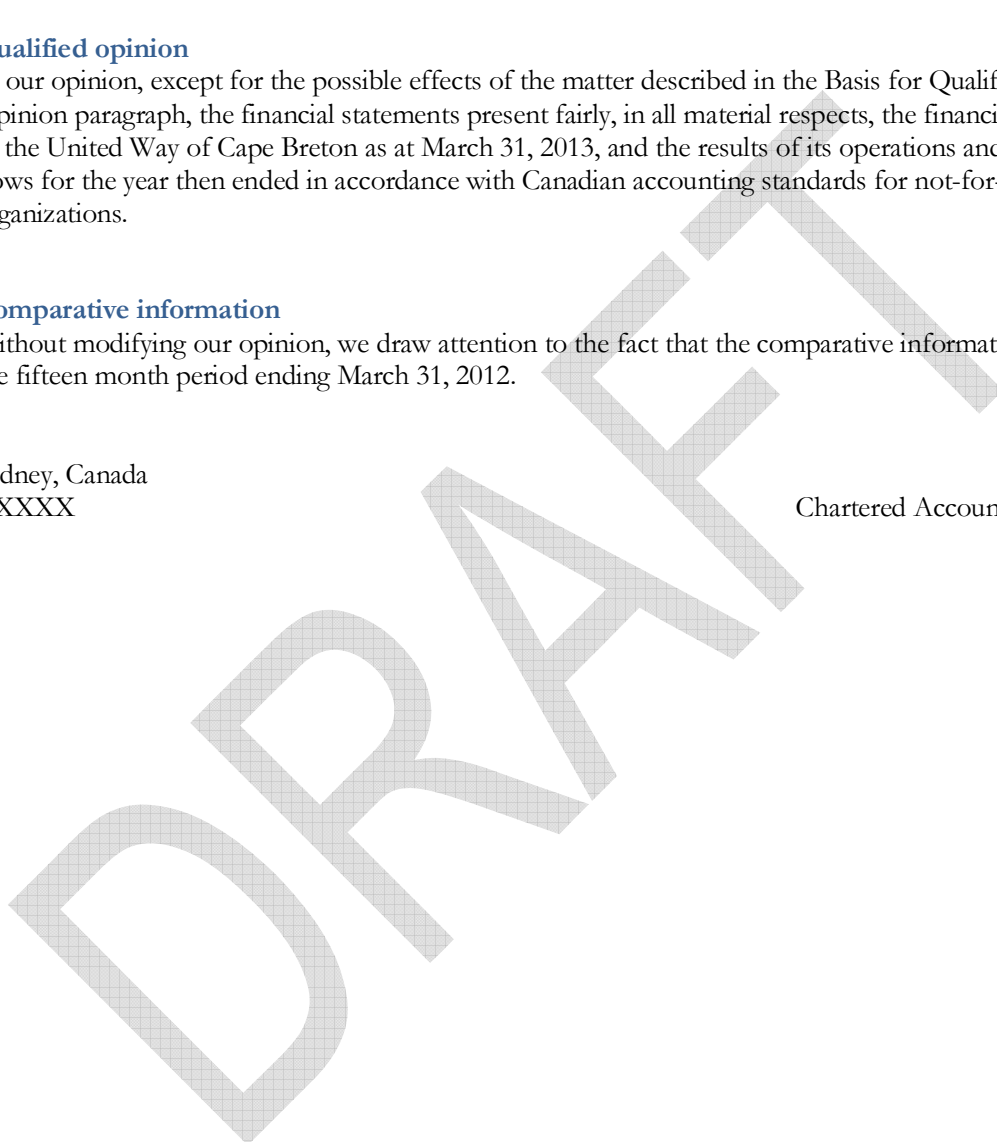 ualified opinion
our opinion, except for the possible effects of the matter described in the Basis for Qualif
pinion paragraph, the financial statements present fairly, in all material respects, the financi
the United Way of Cape Breton as at March 31, 2013, and the results of its operations and
ows for the year then ended in accordance with Canadian accounting standards for not-for-
ganizations.
omparative information
ithout modifying our opinion, we draw attention to the fact that the comparative informat
e fifteen month period ending March 31, 2012.
dney, Canada
XXXX Chartered Accoun
DRAFT